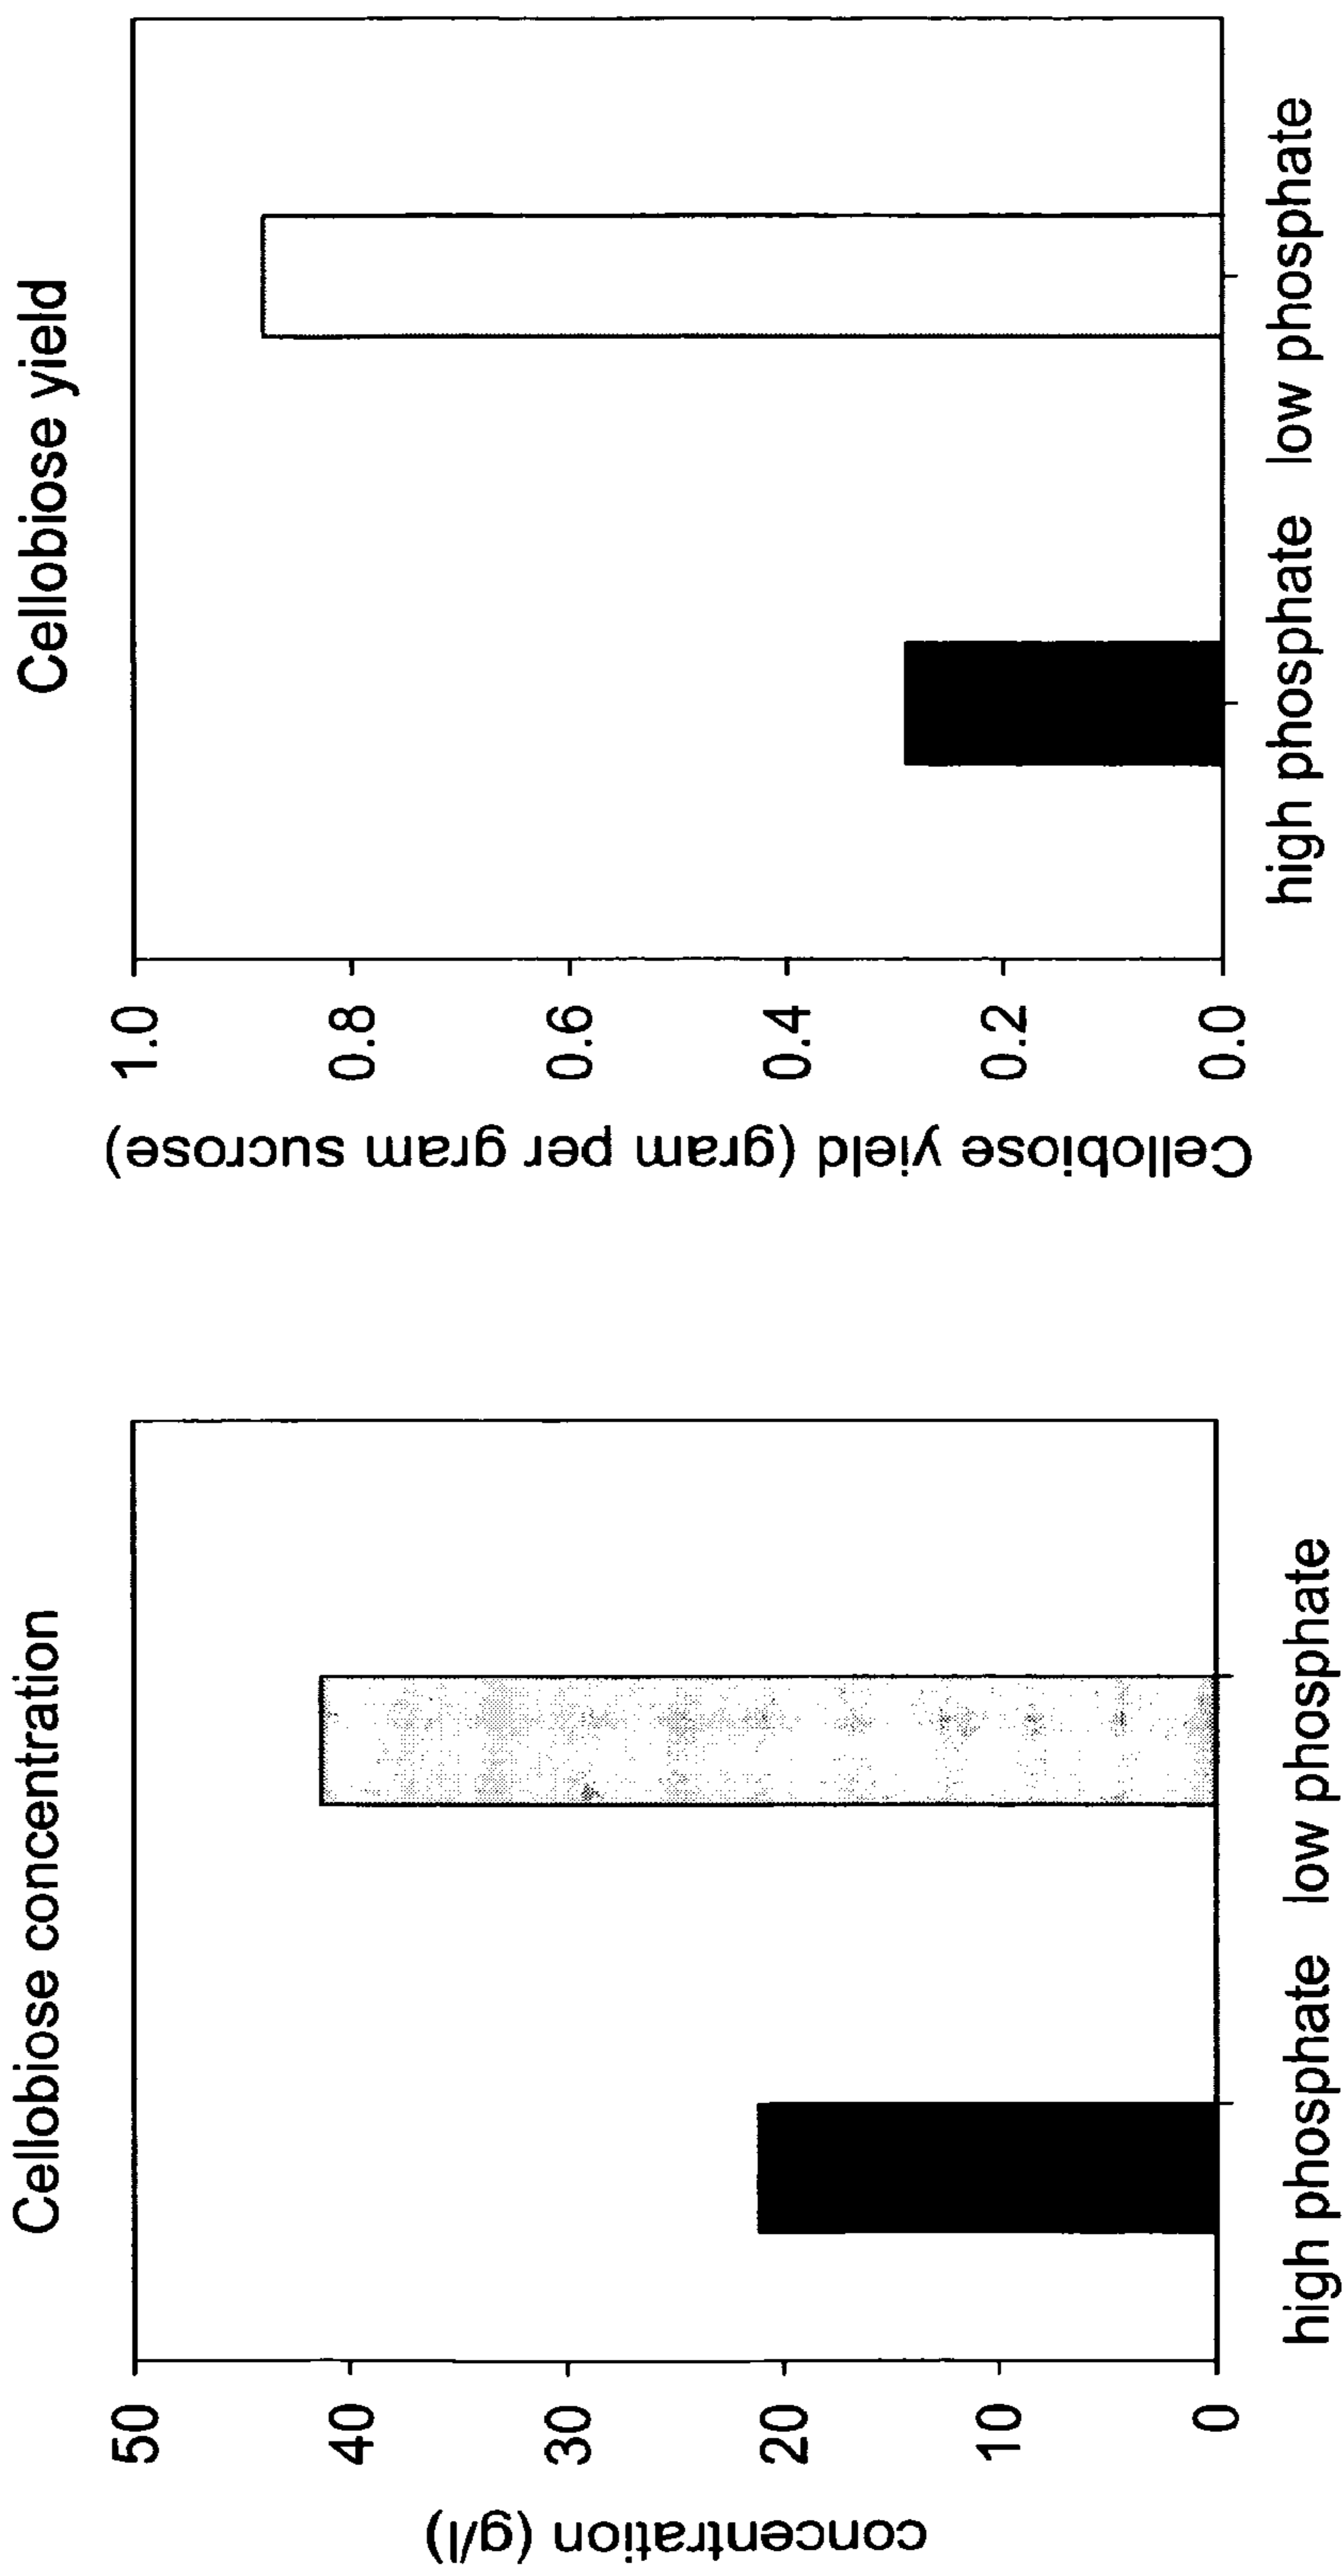 Cellobiose concentration
concentration (g/l)
50
40
30
20
10
0
high phosphate low phosphate
Cellobiose yield
Cellobiose yield (gram per gram sucrose)
1.0
0.8
0.6
0.4
0.2
0.0
high phosphate low phosphate